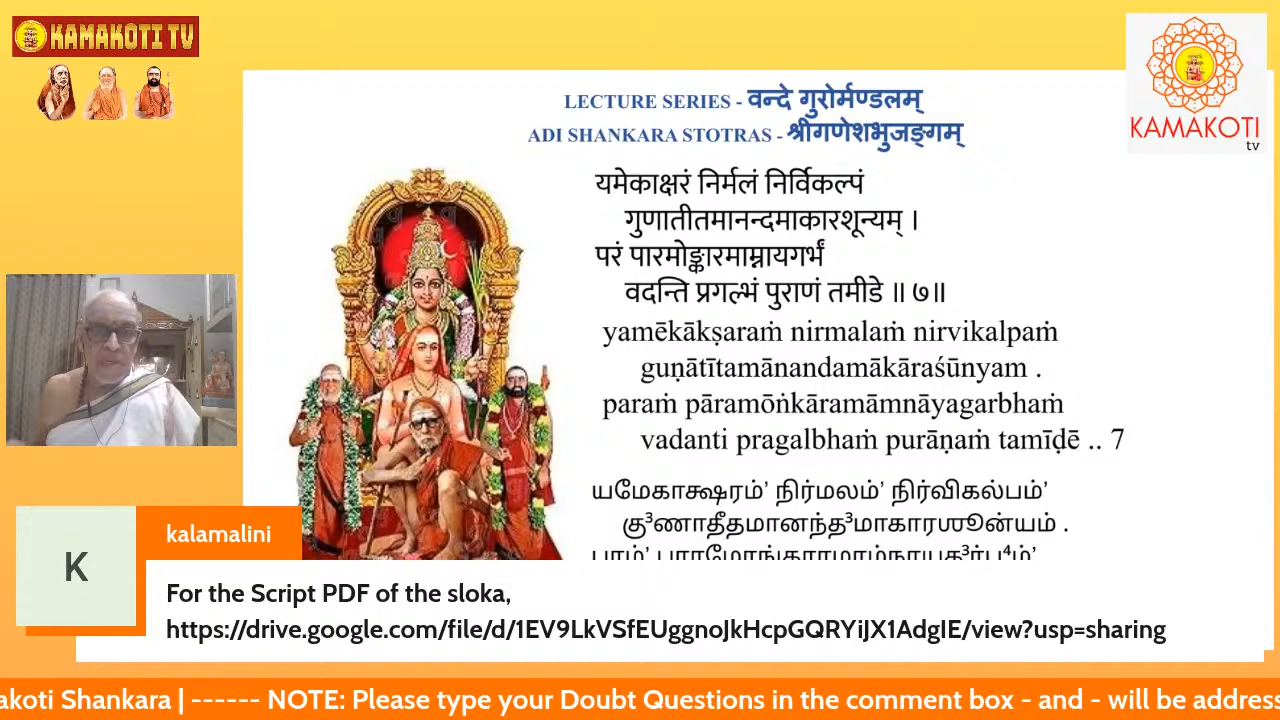 KAMAKOTI TV
KAMAKOTI
tv
LECTURE SERIES - वन्दे गुरोर्मण्डलम्
ADI SHANKARA STOTRAS - श्रीगणेशभुजङ्गम्
यमेकाक्षरं निर्मलं निर्विकल्पं
गुणातीतमानन्दमाकारशून्यम् ।
परं पारमोङ्कारमाम्नायगर्भं
वदन्ति प्रगल्भं पुराणं तमीडे ॥ ७॥
yamēkākṣaraṁ nirmalaṁ nirvikalpaṁ
guṇātītamānandamākāraśūnyam .
paraṁ pāramōṅkāramāmnāyagarbhaṁ
vadanti pragalbhaṁ purāṇaṁ tamīḍē .. 7
யமேகாக்ஷரம்ʼ நிர்மலம்ʼ நிர்விகல்பம்ʼ
கு³ணாதீதமானந்த³மாகாரஶூன்யம் .
K
kalamalini
For the Script PDF of the sloka,
https://drive.google.com/file/d/1EV9LkVSfEUggnoJkHcpGQRYiJX1AdgIE/view?usp=sharing
akoti Shankara | ------ NOTE: Please type your Doubt Questions in the comment box - and - will be address